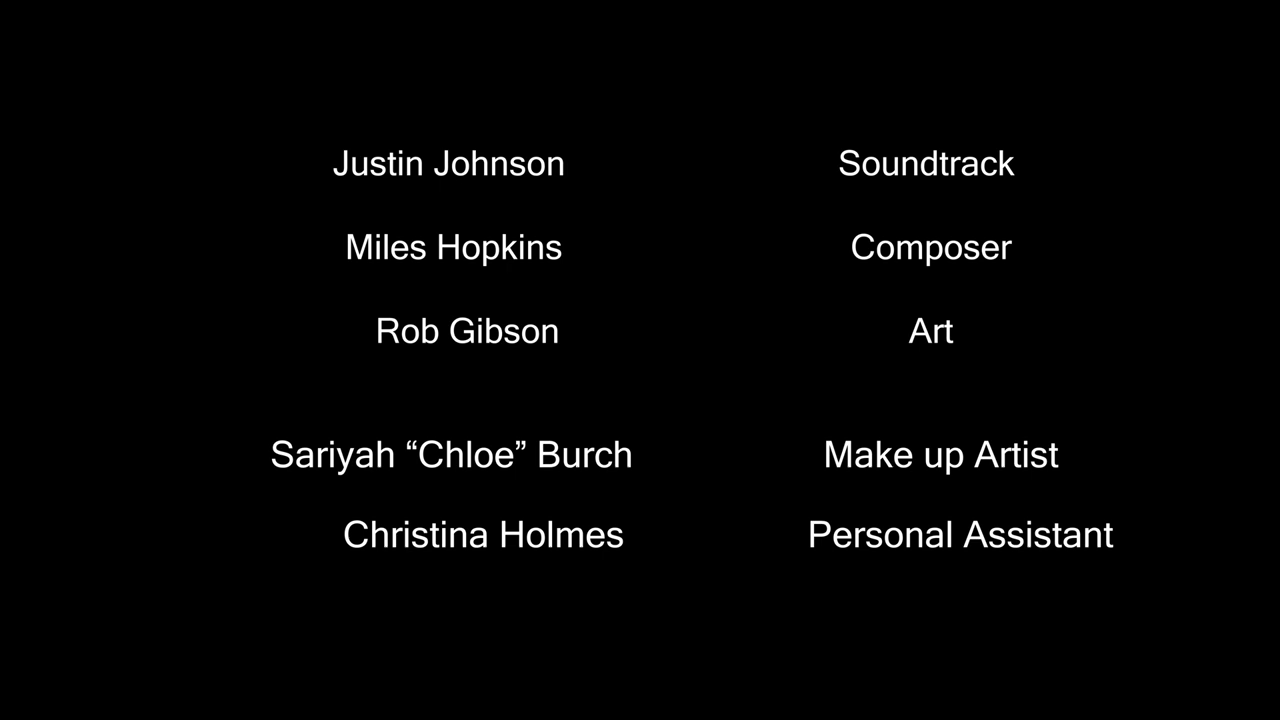 Justin Johnson Soundtrack
Miles Hopkins Composer
Rob Gibson Art
Sariyah “Chloe” Burch Make up Artist
Christina Holmes Personal Assistant